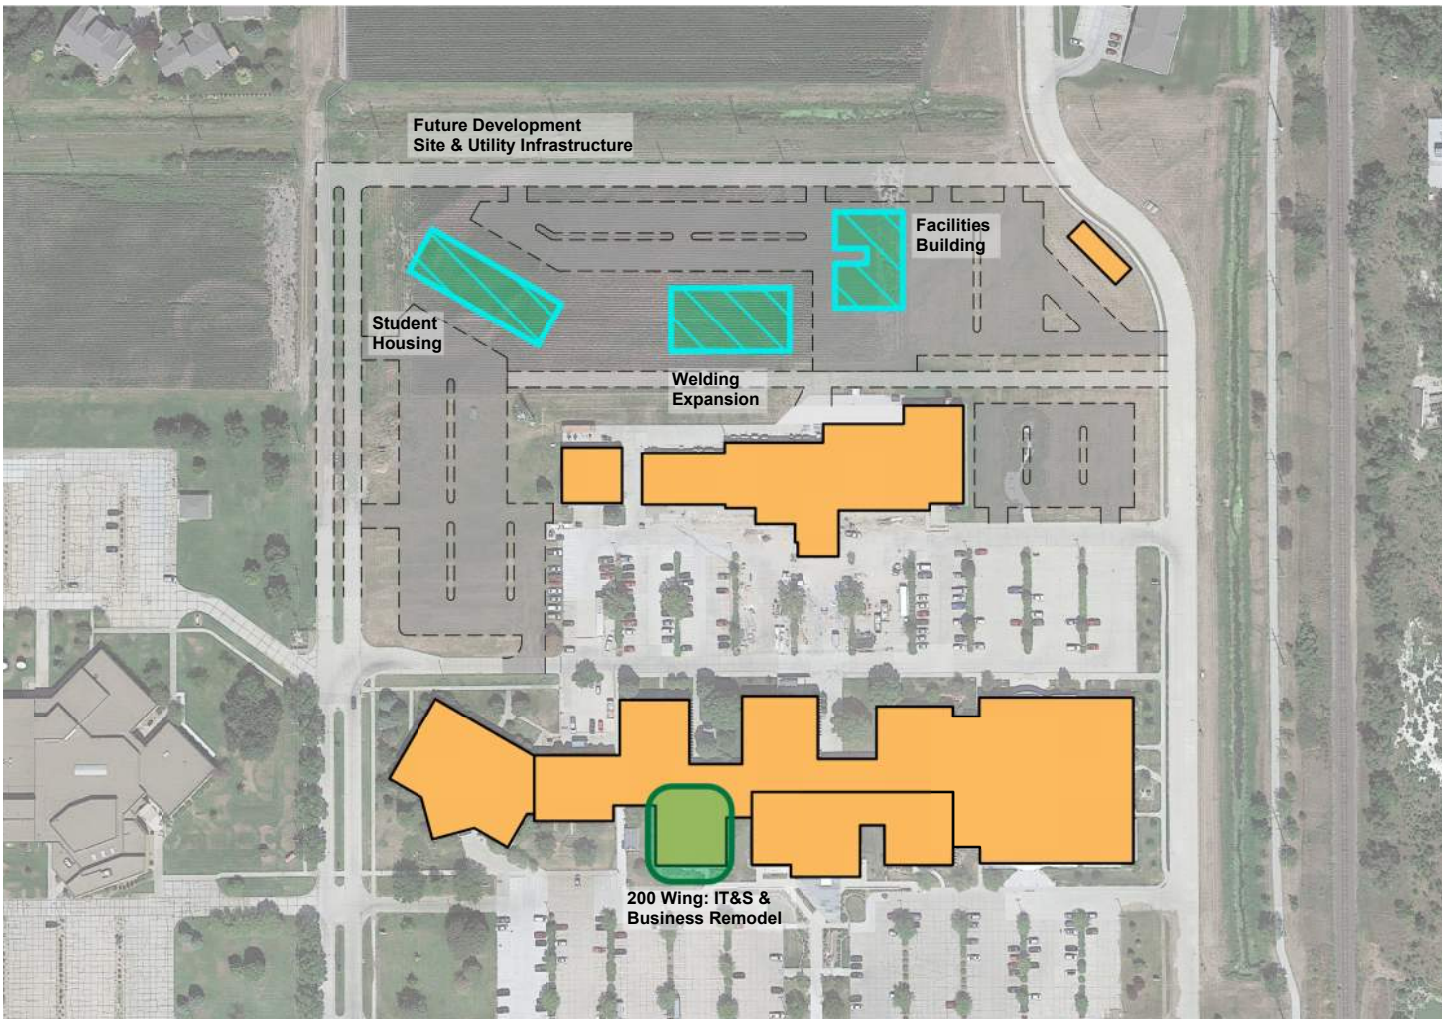 Future Development
Site & Utility Infrastructure
Facilities
Building
Student
Housing
Welding
Expansion
200 Wing: IT&S &
Business Remodel